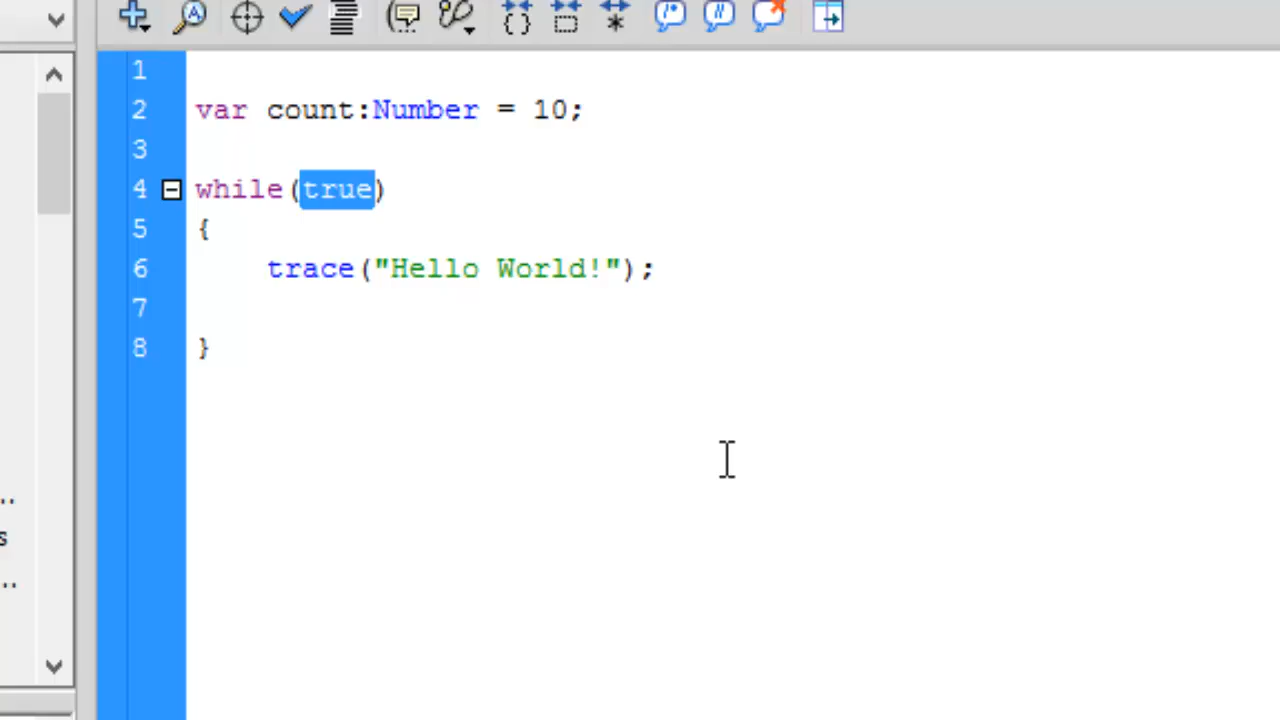 1
2 var count:Number = 10;
3
4 while(true)
5 {
6 trace("Hello World!");
7
8 }
..
s
..